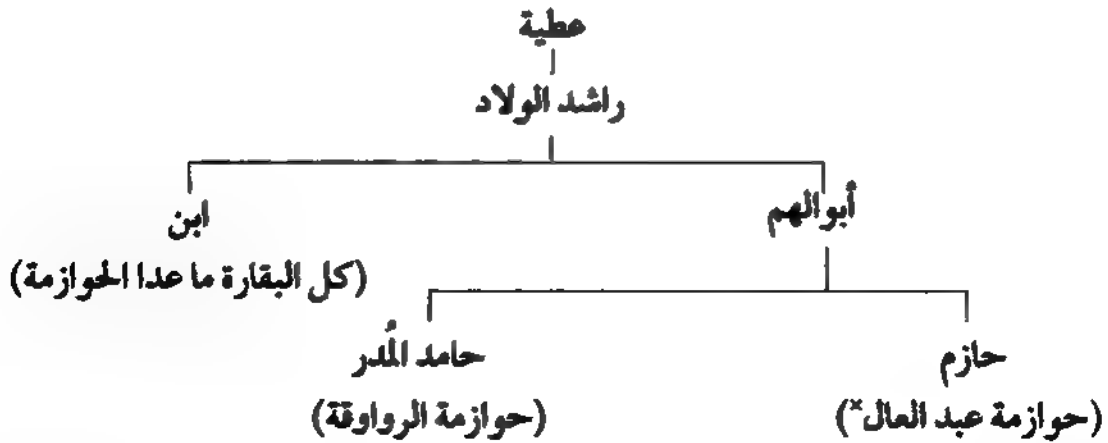 عطية
راشد الولاد
أبوالهم
ابن
(كل البقارة ما عدا الحوازمة)
حازم
حامد المُدر
(حوازمة عبد العال×)
(حوازمة الرواوقة)